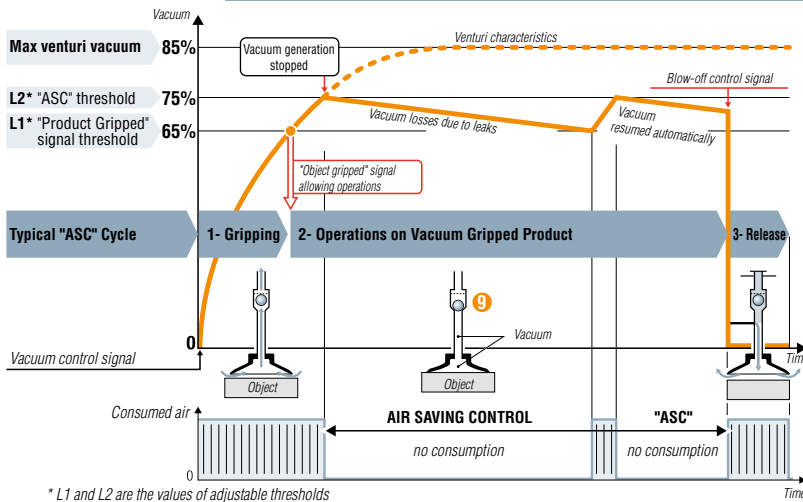 Vacuum
Max venturi vacuum
85%
Vacuum generation
stopped
Venturi characteristics
Blow-off control signal
L2* "ASC" threshold
75%
L1* "Product Gripped"
signal threshold
65%
Vacuum losses due to leaks
Vacuum
resumed automatically
"Object gripped" signal
allowing operations
Typical "ASC" Cycle
1- Gripping
2- Operations on Vacuum Gripped Product
3- Release
9
Vacuum
0
Time
Vacuum control signal
Object
Object
Consumed air
AIR SAVING CONTROL
"ASC"
no consumption
no consumption
0
Time
* L1 and L2 are the values of adjustable thresholds